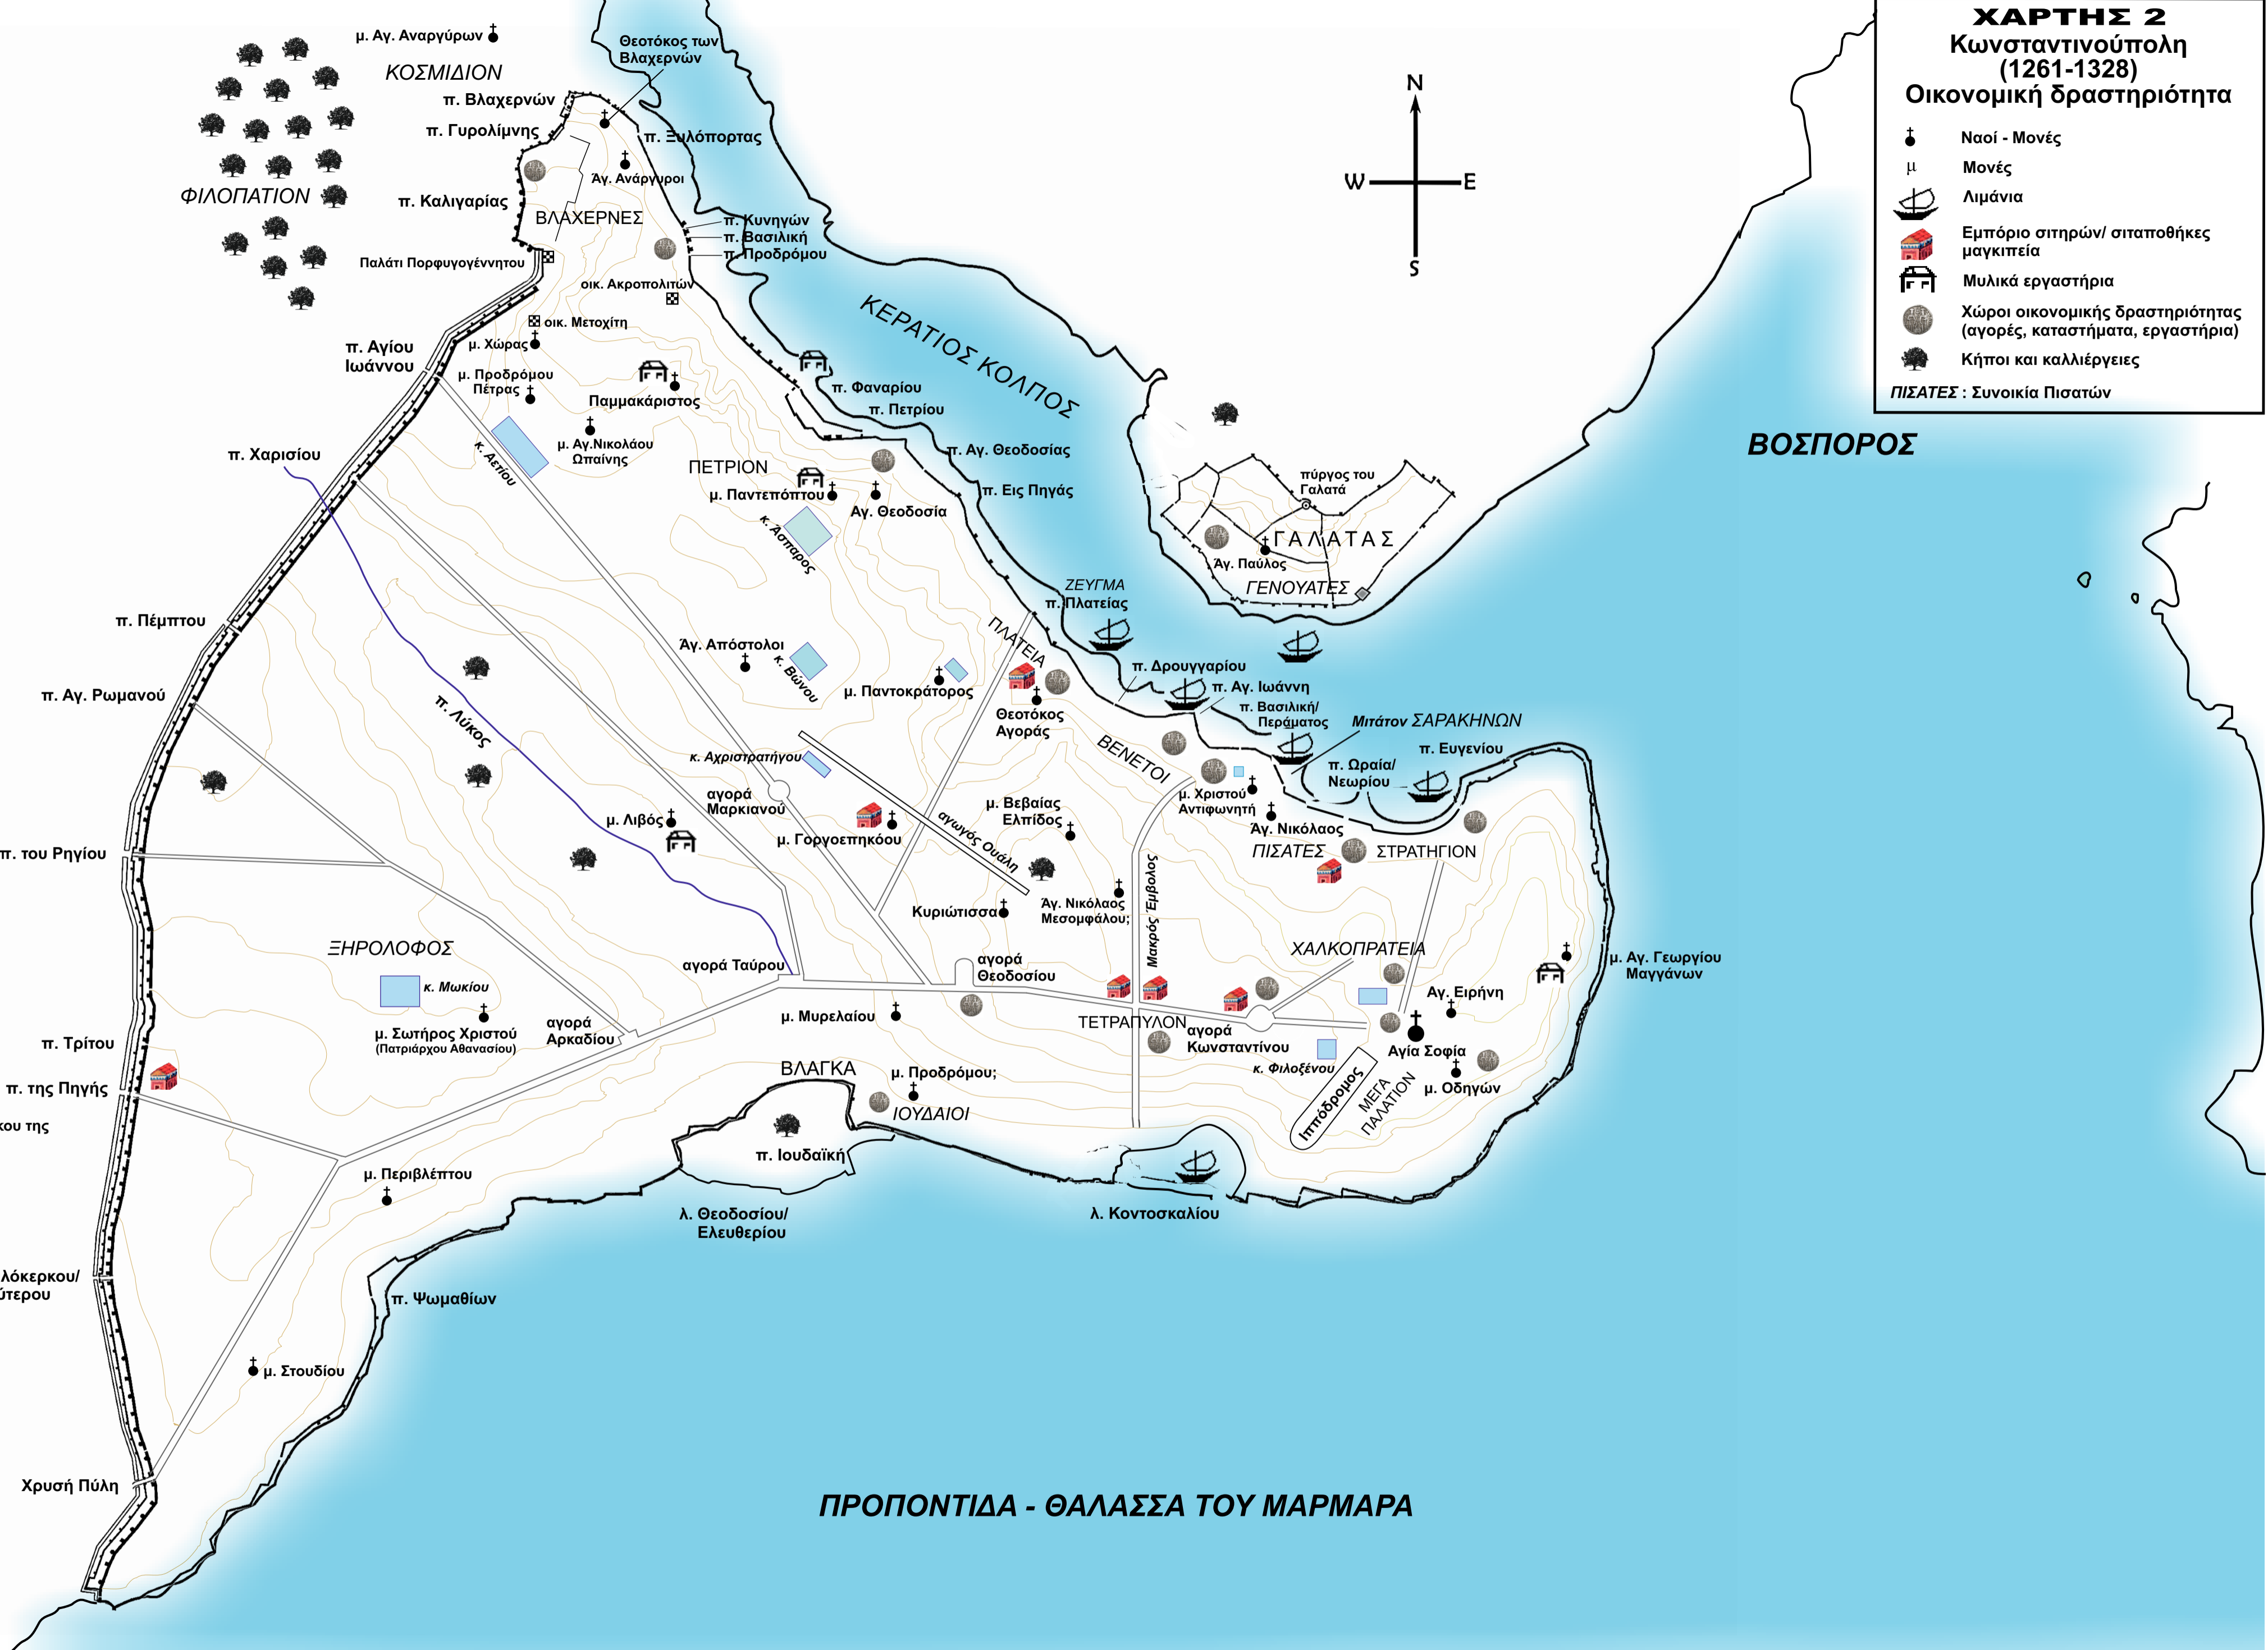 ΧΑΡΤΗΣ 2
Κωνσταντινούπολη
(1261-1328)
Οικονομική δραστηριότητα
Ναοί - Μονές
μ Μονές
Λιμάνια
Εμπόριο σιτηρών/ σιταποθήκες
μαγκιπεία
Μυλικά εργαστήρια
Χώροι οικονομικής δραστηριότητας
(αγορές, καταστήματα, εργαστήρια)
Κήποι και καλλιέργειες
ΠΙΣΑΤΕΣ : Συνοικία Πισατών
N
W
E
S
μ. Αγ. Αναργύρων
ΚΟΣΜΙΔΙΟΝ
Θεοτόκος των
Βλαχερνών
π. Βλαχερνών
π. Γυρολίμνης
π. Ξυλόπορτας
Άγ. Ανάργυροι
ΦΙΛΟΠΑΤΙΟΝ
π. Καλιγαρίας
ΒΛΑΧΕΡΝΕΣ
π. Κυνηγών
π. Βασιλική
π. Προδρόμου
Παλάτι Πορφυγογέννητου
οικ. Ακροπολιτών
οικ. Μετοχίτη
μ. Χώρας
π. Αγίου
Ιωάννου
μ. Προδρόμου
Πέτρας
Παμμακάριστος
π. Φαναρίου
π. Πετρίου
ΚΕΡΑΤΙΟΣ ΚΟΛΠΟΣ
κ. Αετίου
μ. Αγ.Νικολάου
Ωπαίνης
π. Χαρισίου
ΠΕΤΡΙΟΝ
μ. Παντεπόπτου
Αγ. Θεοδοσία
κ. Άσπαρος
π. Αγ. Θεοδοσίας
π. Εις Πηγάς
ΒΟΣΠΟΡΟΣ
πύργος του
Γαλατά
ΓΑΛΑΤΑΣ
Άγ. Παύλος
ΓΕΝΟΥΑΤΕΣ
ΖΕΥΓΜΑ
π. Πλατείας
π. Πέμπτου
ΠΛΑΤΕΙΑ
Άγ. Απόστολοι
κ. Βώνου
μ. Παντοκράτορος
π. Δρουγγαρίου
π. Αγ. Ιωάννη
π. Βασιλική/
Περάματος
Μιτάτον ΣΑΡΑΚΗΝΩΝ
π. Αγ. Ρωμανού
π. Λύκος
Θεοτόκος
Αγοράς
ΒΕΝΕΤΟΙ
π. Ευγενίου
π. Ωραία/
Νεωρίου
κ. Αχριστρατήγου
αγορά
Μαρκιανού
μ. Χριστού
Αντιφωνητή
μ. Λιβός
μ. Γοργοεπηκόου
αγωγός Ουάλη
μ. Βεβαίας
Ελπίδος
Άγ. Νικόλαος
ΠΙΣΑΤΕΣ
ΣΤΡΑΤΗΓΙΟΝ
π. του Ρηγίου
Κυριώτισσα
Άγ. Νικόλαος
Μεσομφάλου;
Μακρός Έμβολος
ΞΗΡΟΛΟΦΟΣ
αγορά Ταύρου
αγορά
Θεοδοσίου
ΧΑΛΚΟΠΡΑΤΕΙΑ
μ. Αγ. Γεωργίου
Μαγγάνων
κ. Μωκίου
μ. Σωτήρος Χριστού
(Πατριάρχου Αθανασίου)
αγορά
Αρκαδίου
μ. Μυρελαίου
ΤΕΤΡΑΠΥΛΟΝ
αγορά
Κωνσταντίνου
Αγ. Ειρήνη
Αγία Σοφία
π. Τρίτου
π. της Πηγής
κου της
ΒΛΑΓΚΑ
μ. Προδρόμου;
ΙΟΥΔΑΙΟΙ
κ. Φιλοξένου
Ιππόδρομος
ΜΕΓΑ
ΠΑΛΑΤΙΟΝ
μ. Οδηγών
π. Ιουδαϊκή
μ. Περιβλέπτου
λ. Θεοδοσίου/
Ελευθερίου
λ. Κοντοσκαλίου
λόκερκου/
ύτερου
π. Ψωμαθίων
μ. Στουδίου
Χρυσή Πύλη
ΠΡΟΠΟΝΤΙΔΑ - ΘΑΛΑΣΣΑ ΤΟΥ ΜΑΡΜΑΡΑ